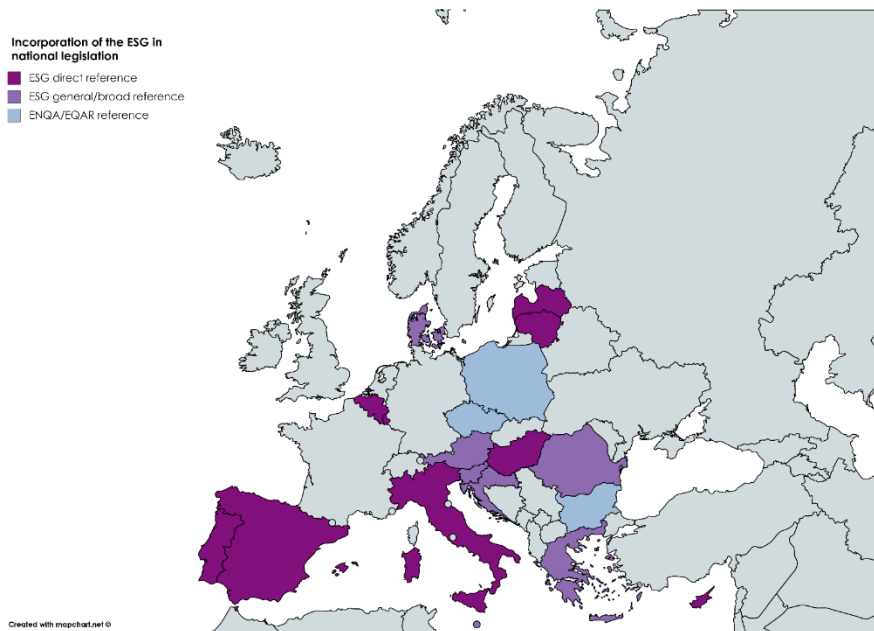 Incorporation of the ESG in
national legislation
ESG direct reference
ESG general/broad reference
ENQA/EQAR reference
Created with mapchart.net ©